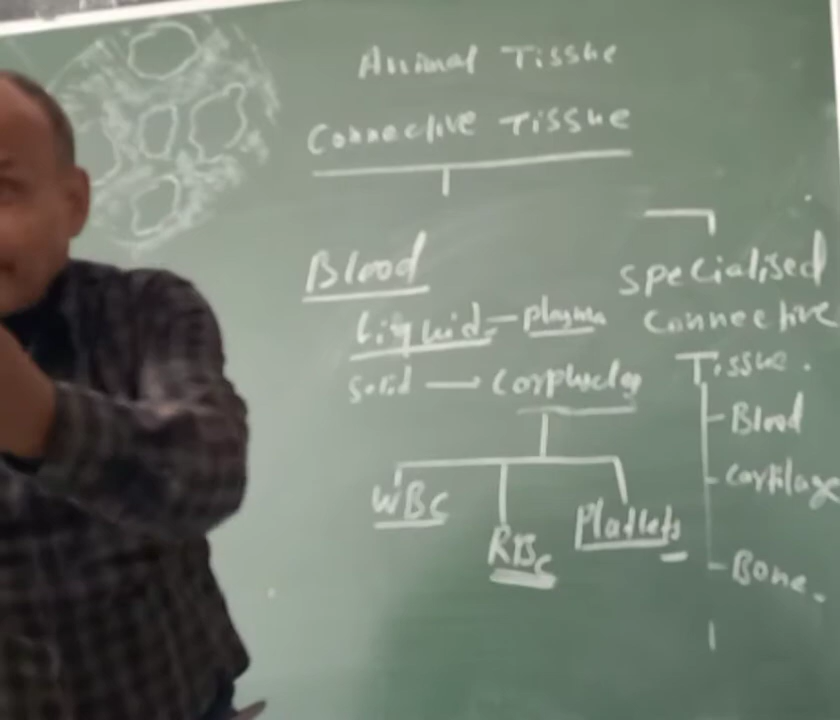 Animal Tissue
Connective Tissue
Blood
Liquid - plasma
Solid — Corpuscles
WBC
RBC
Platlets
Specialised
Connective
Tissue.
Blood
Cartilage
Bone.